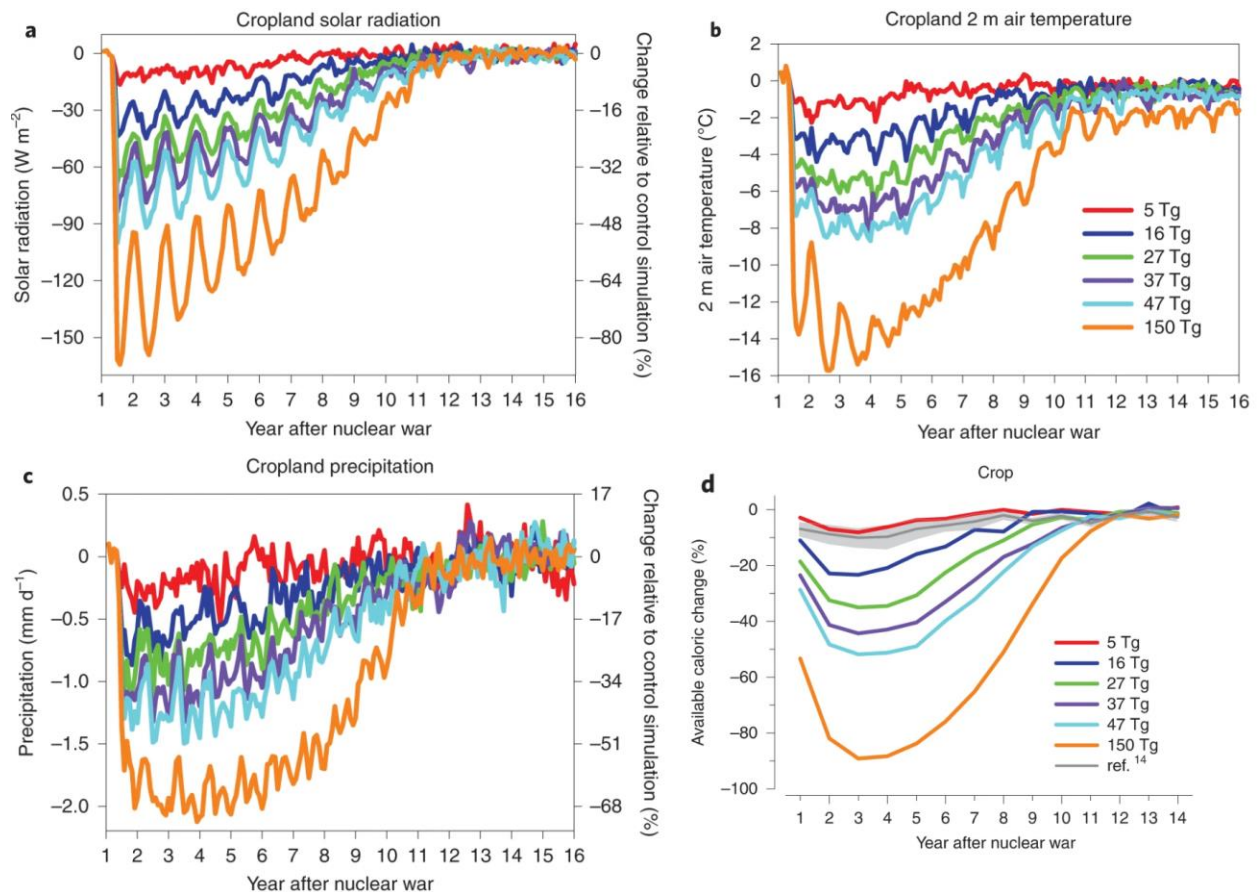 a
Cropland solar radiation
0
−30
−60
−90
−120
−150
Solar radiation (W m−2)
0
−16
−32
−48
−64
−80
Change relative to control simulation (%)
1 2 3 4 5 6 7 8 9 10 11 12 13 14 15 16
Year after nuclear war
b
Cropland 2 m air temperature
2
0
−2
−4
−6
−8
−10
−12
−14
−16
2 m air temperature (°C)
5 Tg
16 Tg
27 Tg
37 Tg
47 Tg
150 Tg
1 2 3 4 5 6 7 8 9 10 11 12 13 14 15 16
Year after nuclear war
c
Cropland precipitation
0.5
0
−0.5
−1.0
−1.5
−2.0
Precipitation (mm d−1)
17
0
−17
−34
−51
−68
Change relative to control simulation (%)
1 2 3 4 5 6 7 8 9 10 11 12 13 14 15 16
Year after nuclear war
d
Crop
0
−20
−40
−60
−80
−100
Available caloric change (%)
5 Tg
16 Tg
27 Tg
37 Tg
47 Tg
150 Tg
ref. 14
1 2 3 4 5 6 7 8 9 10 11 12 13 14
Year after nuclear war